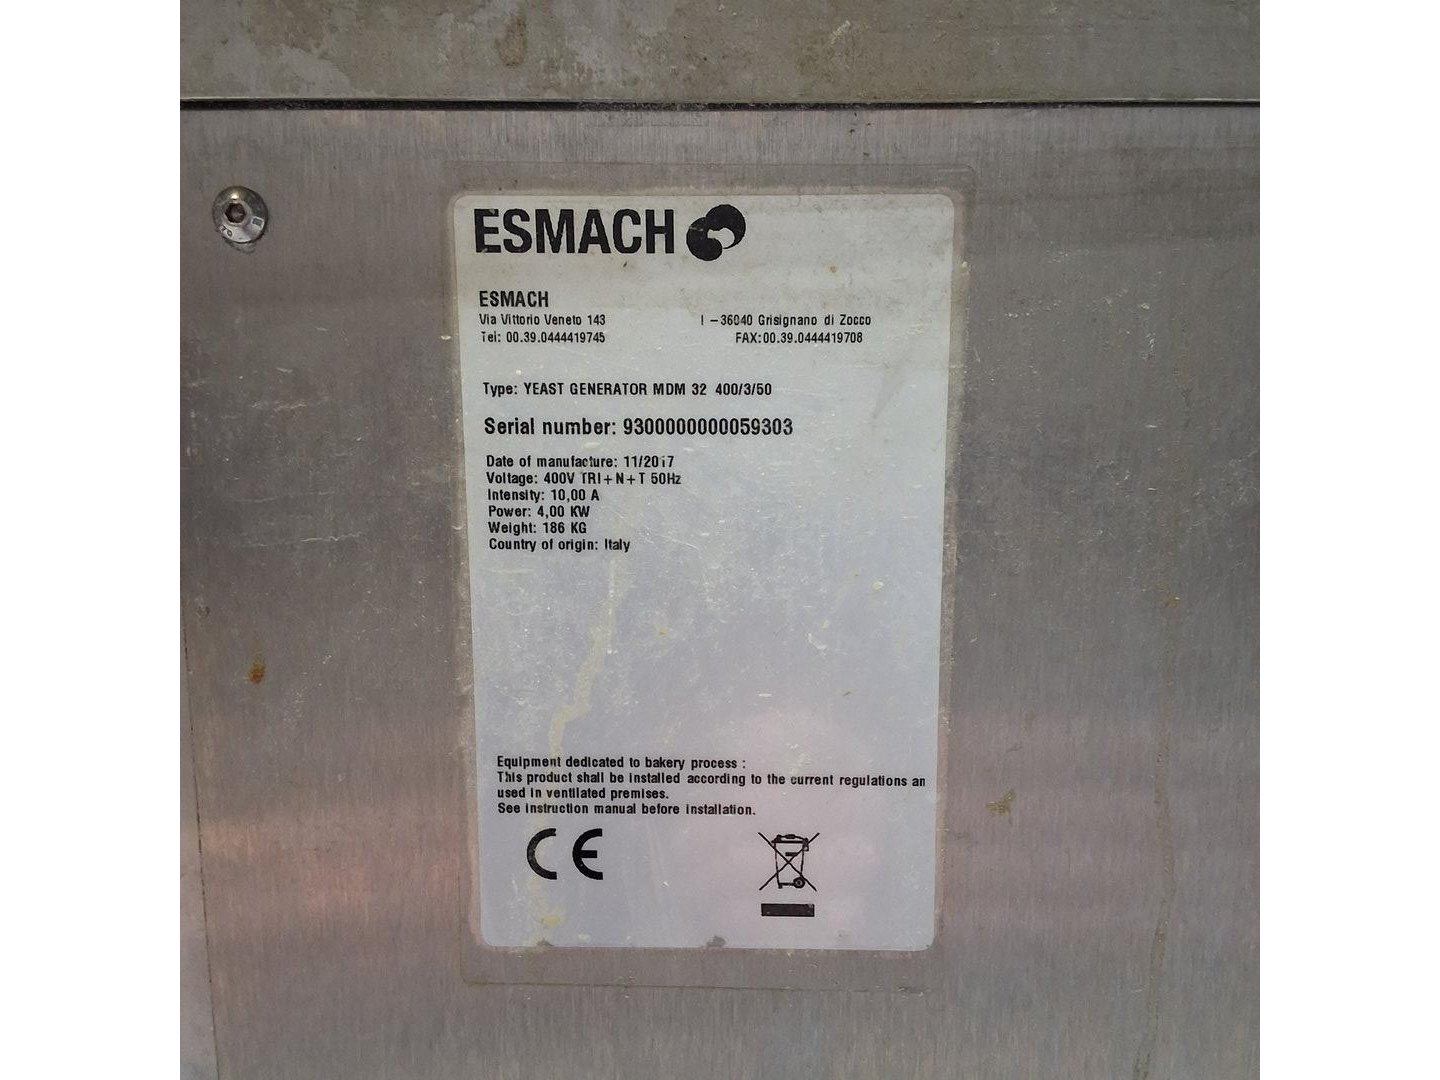 ESMACH
ESMACH
Via Vittorio Veneto 143 I -36040 Grisignano di Zocco
Tel: 00.39.0444419745 FAX:00.39.0444419708
Type: YEAST GENERATOR MDM 32 400/3/50
Serial number: 9300000000059303
Date of manufacture: 11/2017
Voltage: 400V TRI+N+T 50Hz
Intensity: 10,00 A
Power: 4,00 KW
Weight: 186 KG
Country of origin: Italy
Equipment dedicated to bakery process :
This product shall be installed according to the current regulations an
used in ventilated premises.
See instruction manual before installation.
CE